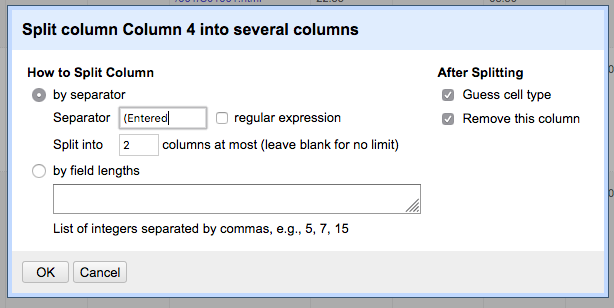 Split column Column 4 into several columns
How to Split Column
by separator
Separator (Entered regular expression
Split into 2 columns at most (leave blank for no limit)
by field lengths
List of integers separated by commas, e.g., 5, 7, 15
After Splitting
Guess cell type
Remove this column
OK Cancel